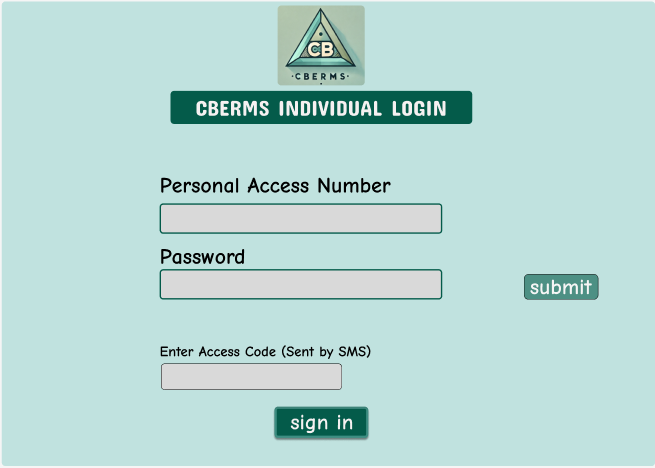 CB
·CBERMS·
CBERMS INDIVIDUAL LOGIN
Personal Access Number
Password
submit
Enter Access Code (Sent by SMS)
sign in